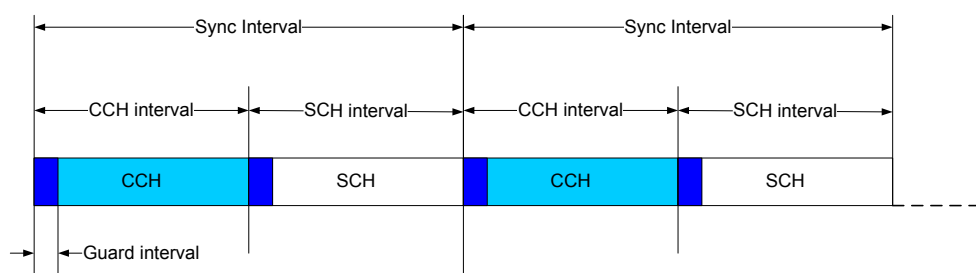 Sync Interval
Sync Interval
CCH interval
SCH interval
CCH interval
SCH interval
CCH
SCH
CCH
SCH
Guard interval